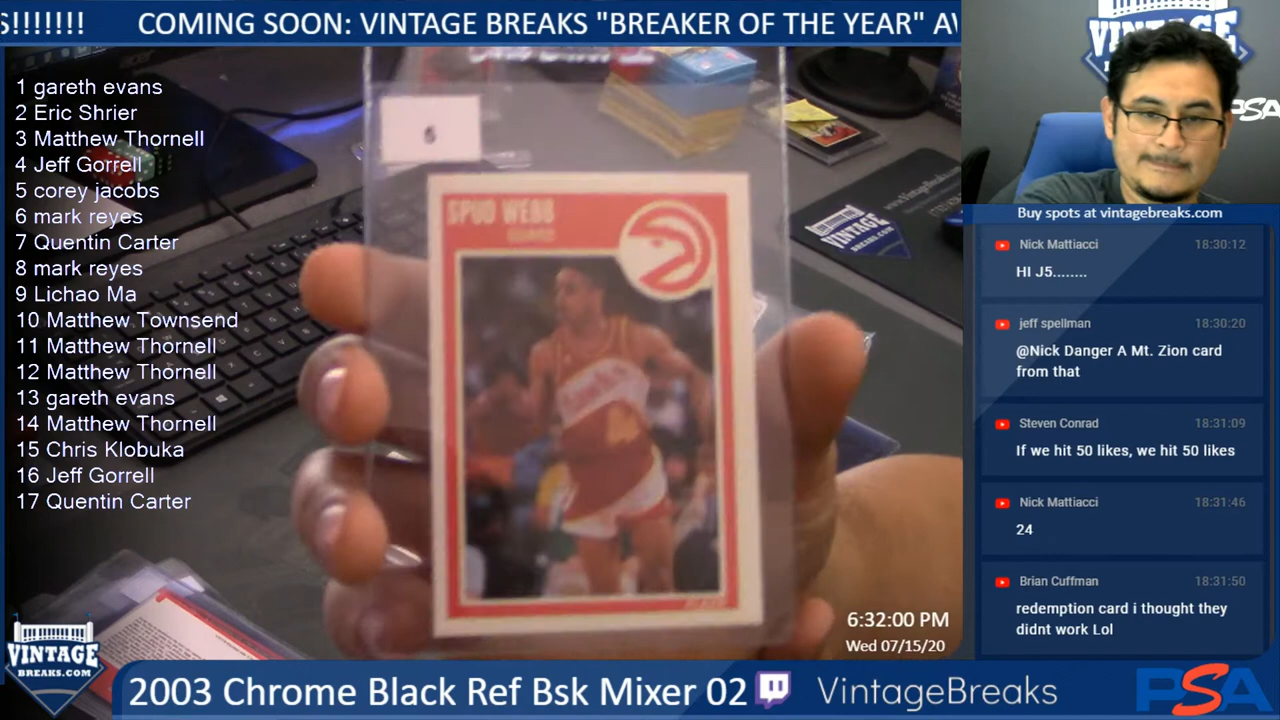 S!!!!!!! COMING SOON: VINTAGE BREAKS "BREAKER OF THE YEAR" AW
1 gareth evans
2 Eric Shrier
3 Matthew Thornell
4 Jeff Gorrell
5 corey jacobs
6 mark reyes
7 Quentin Carter
8 mark reyes
9 Lichao Ma
10 Matthew Townsend
11 Matthew Thornell
12 Matthew Thornell
13 gareth evans
14 Matthew Thornell
15 Chris Klobuka
16 Jeff Gorrell
17 Quentin Carter
6
SPUD WEBB
GUARD
Hawks
FLEER
VINTAGE
BREAKS
VINTAGE
PSA
Buy spots at vintagebreaks.com
Nick Mattiacci 18:30:12
HI J5........
jeff spellman 18:30:20
@Nick Danger A Mt. Zion card
from that
Steven Conrad 18:31:09
If we hit 50 likes, we hit 50 likes
Nick Mattiacci 18:31:46
24
Brian Cuffman 18:31:50
redemption card i thought they
didnt work Lol
6:32:00 PM
Wed 07/15/20
VINTAGE
BREAKS.COM
2003 Chrome Black Ref Bsk Mixer 02 VintageBreaks
PSA